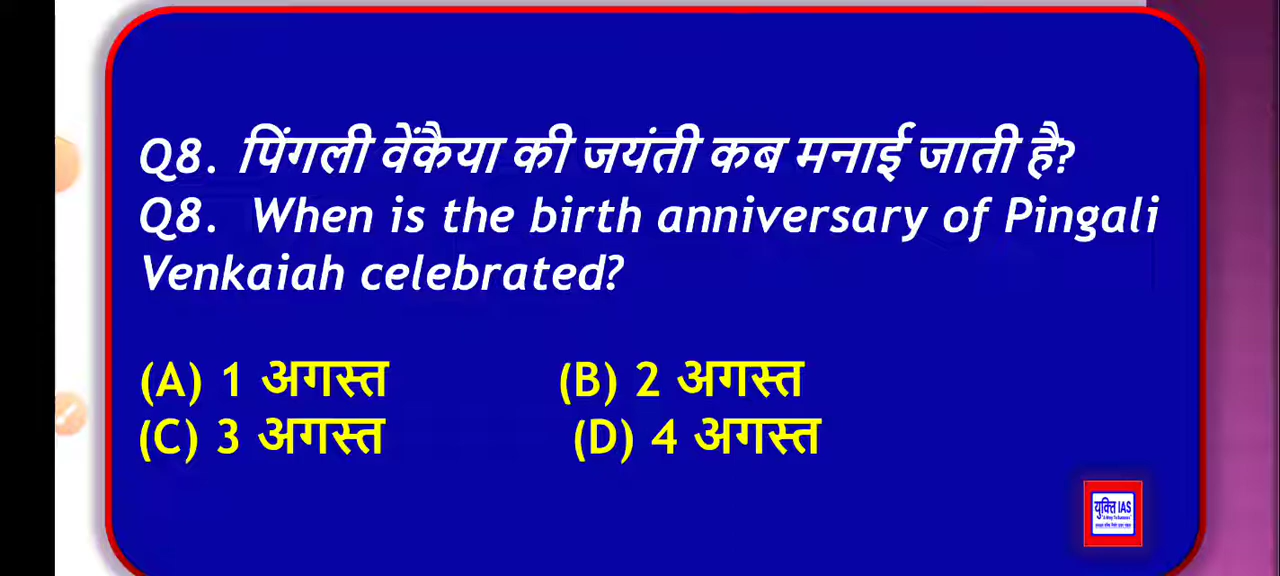 Q8. पिंगली वेंकैया की जयंती कब मनाई जाती है?
Q8. When is the birth anniversary of Pingali
Venkaiah celebrated?
(A) 1 अगस्त (B) 2 अगस्त
(C) 3 अगस्त (D) 4 अगस्त
युक्ति IAS